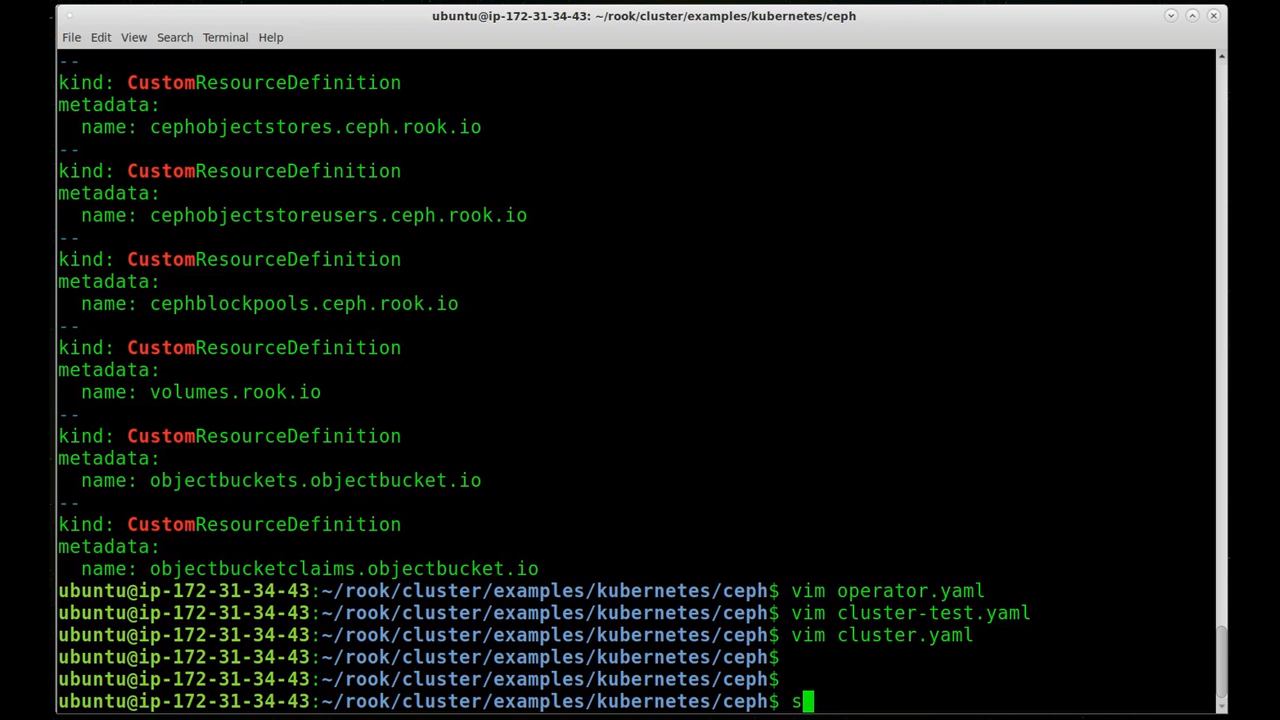 ubuntu@ip-172-31-34-43: ~/rook/cluster/examples/kubernetes/ceph
File Edit View Search Terminal Help
--
kind: CustomResourceDefinition
metadata:
  name: cephobjectstores.ceph.rook.io
--
kind: CustomResourceDefinition
metadata:
  name: cephobjectstoreusers.ceph.rook.io
--
kind: CustomResourceDefinition
metadata:
  name: cephblockpools.ceph.rook.io
--
kind: CustomResourceDefinition
metadata:
  name: volumes.rook.io
--
kind: CustomResourceDefinition
metadata:
  name: objectbuckets.objectbucket.io
--
kind: CustomResourceDefinition
metadata:
  name: objectbucketclaims.objectbucket.io
ubuntu@ip-172-31-34-43:~/rook/cluster/examples/kubernetes/ceph$ vim operator.yaml
ubuntu@ip-172-31-34-43:~/rook/cluster/examples/kubernetes/ceph$ vim cluster-test.yaml
ubuntu@ip-172-31-34-43:~/rook/cluster/examples/kubernetes/ceph$ vim cluster.yaml
ubuntu@ip-172-31-34-43:~/rook/cluster/examples/kubernetes/ceph$
ubuntu@ip-172-31-34-43:~/rook/cluster/examples/kubernetes/ceph$
ubuntu@ip-172-31-34-43:~/rook/cluster/examples/kubernetes/ceph$ s